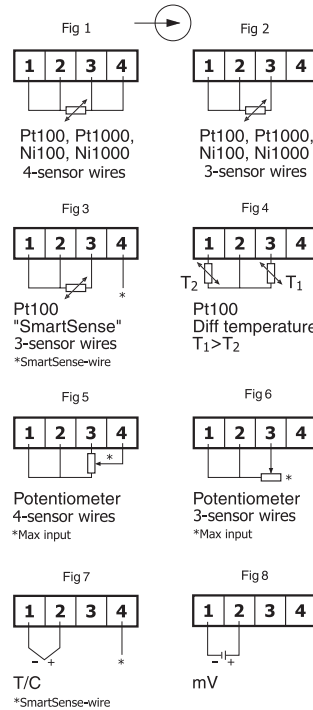 Fig 1
1 2 3 4
Pt100, Pt1000,
Ni100, Ni1000
4-sensor wires
Fig 2
1 2 3 4
Pt100, Pt1000,
Ni100, Ni1000
3-sensor wires
Fig 3
1 2 3 4
*
Pt100
"SmartSense"
3-sensor wires
*SmartSense-wire
Fig 4
1 2 3 4
T2 T1
Pt100
Diff temperature
T1>T2
Fig 5
1 2 3 4
*
Potentiometer
4-sensor wires
*Max input
Fig 6
1 2 3 4
*
Potentiometer
3-sensor wires
*Max input
Fig 7
1 2 3 4
- + *
T/C
*SmartSense-wire
Fig 8
1 2 3 4
- +
mV